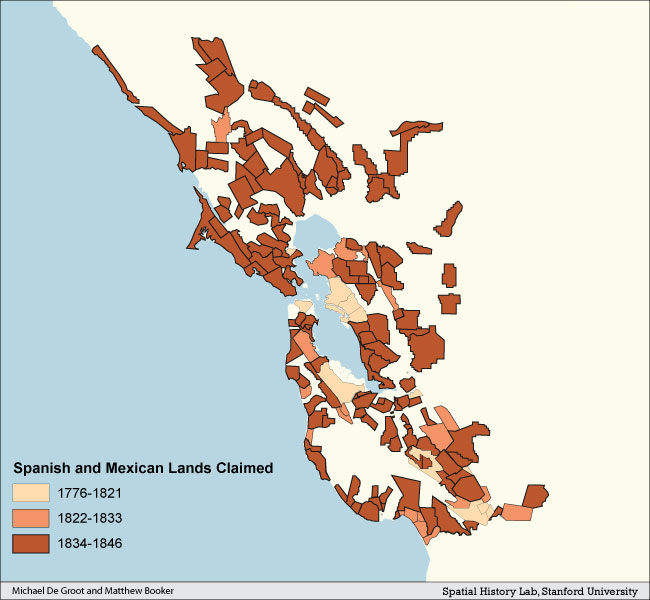 Spanish and Mexican Lands Claimed
1776-1821
1822-1833
1834-1846
Michael De Groot and Matthew Booker
Spatial History Lab, Stanford University